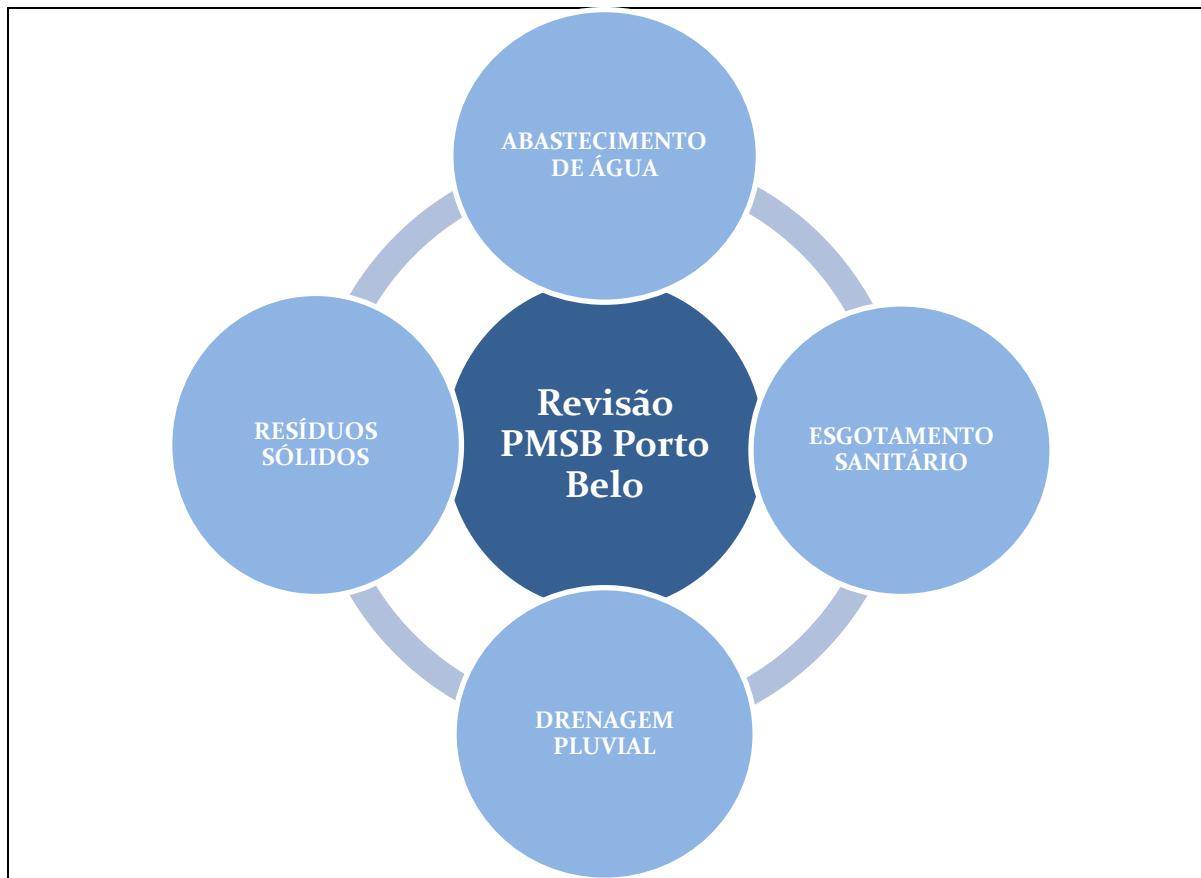 ABASTECIMENTO
DE ÁGUA
RESÍDUOS
SÓLIDOS
Revisão
PMSB Porto
Belo
ESGOTAMENTO
SANITÁRIO
DRENAGEM
PLUVIAL